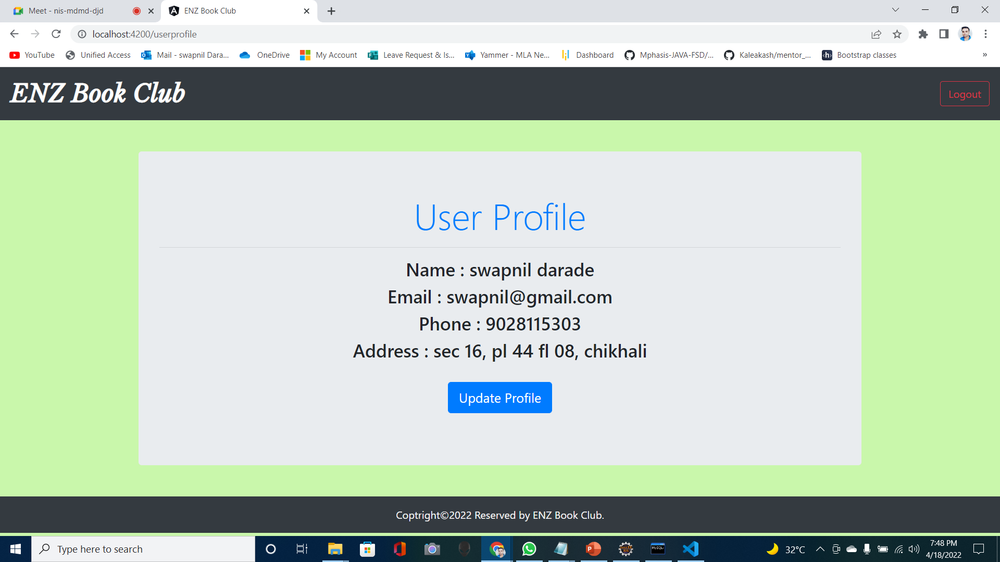 Meet - nis-mdmd-djd
ENZ Book Club
localhost:4200/userprofile
YouTube
Unified Access
Mail - swapnil Dara...
OneDrive
My Account
Leave Request & Is...
Yammer - MLA Ne...
Dashboard
Mphasis-JAVA-FSD/...
Kaleakash/mentor_...
Bootstrap classes
»
ENZ Book Club
Logout
User Profile
Name : swapnil darade
Email : swapnil@gmail.com
Phone : 9028115303
Address : sec 16, pl 44 fl 08, chikhali
Update Profile
Coptright©2022 Reserved by ENZ Book Club.
Type here to search
32°C
7:48 PM
4/18/2022